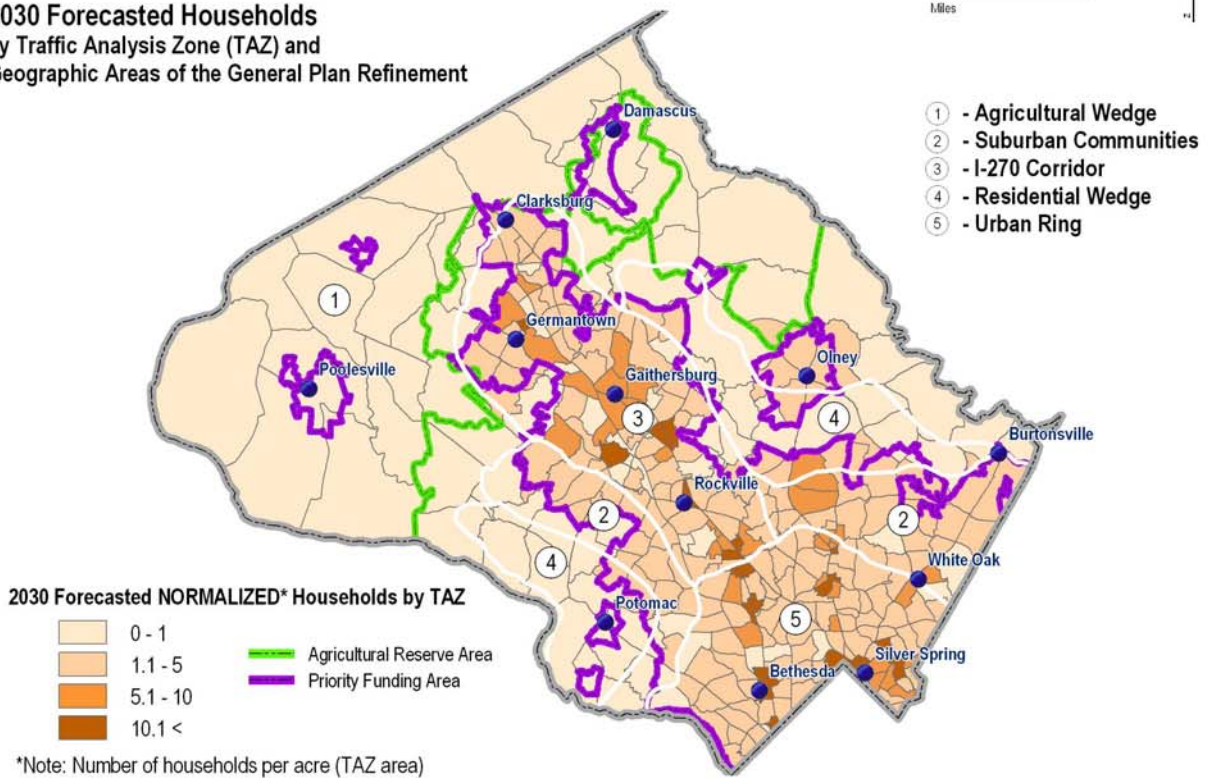 030 Forecasted Households
y Traffic Analysis Zone (TAZ) and
Geographic Areas of the General Plan Refinement
Miles
z
1 - Agricultural Wedge
2 - Suburban Communities
3 - I-270 Corridor
4 - Residential Wedge
5 - Urban Ring
Damascus
Clarksburg
1
Germantown
Poolesville
Olney
Gaithersburg
3
4
Burtonsville
Rockville
2
2
4
White Oak
Potomac
5
Silver Spring
Bethesda
2030 Forecasted NORMALIZED* Households by TAZ
0 - 1
1.1 - 5
5.1 - 10
10.1 <
Agricultural Reserve Area
Priority Funding Area
*Note: Number of households per acre (TAZ area)